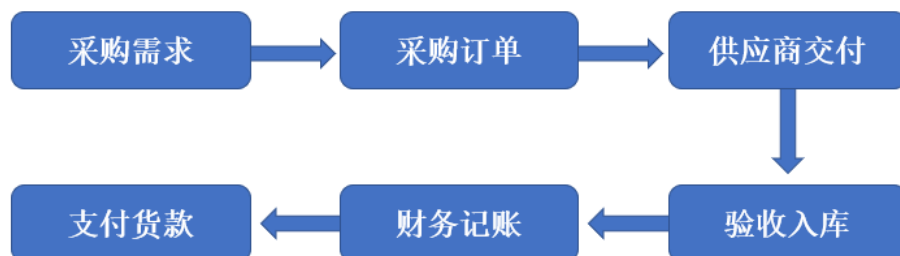 采购需求
采购订单
供应商交付
验收入库
财务记账
支付货款